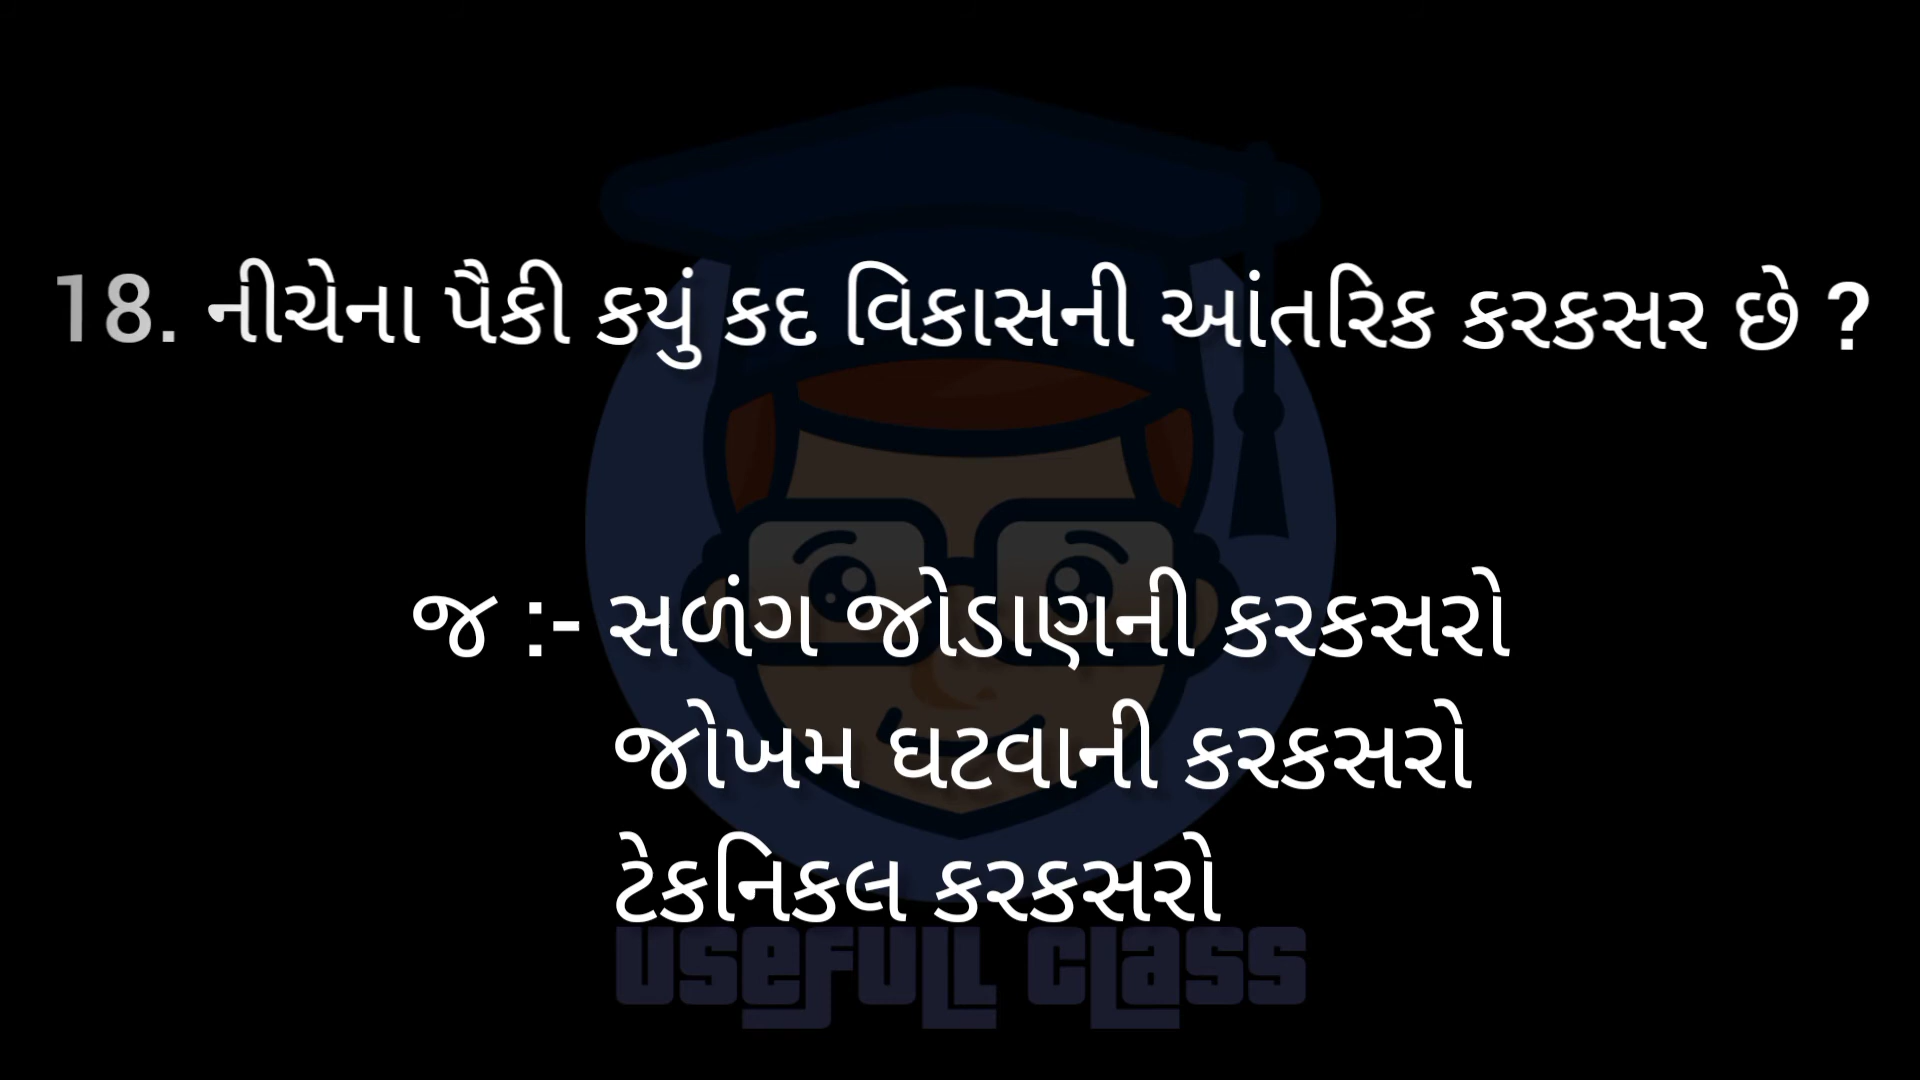 18. નીચેના પૈકી કયું કદ વિકાસની આંતરિક કરકસર છે ?
જ :- સળંગ જોડાણની કરકસરો
જોખમ ઘટવાની કરકસરો
ટેકનિકલ કરકસરો
USEFULL CLASS